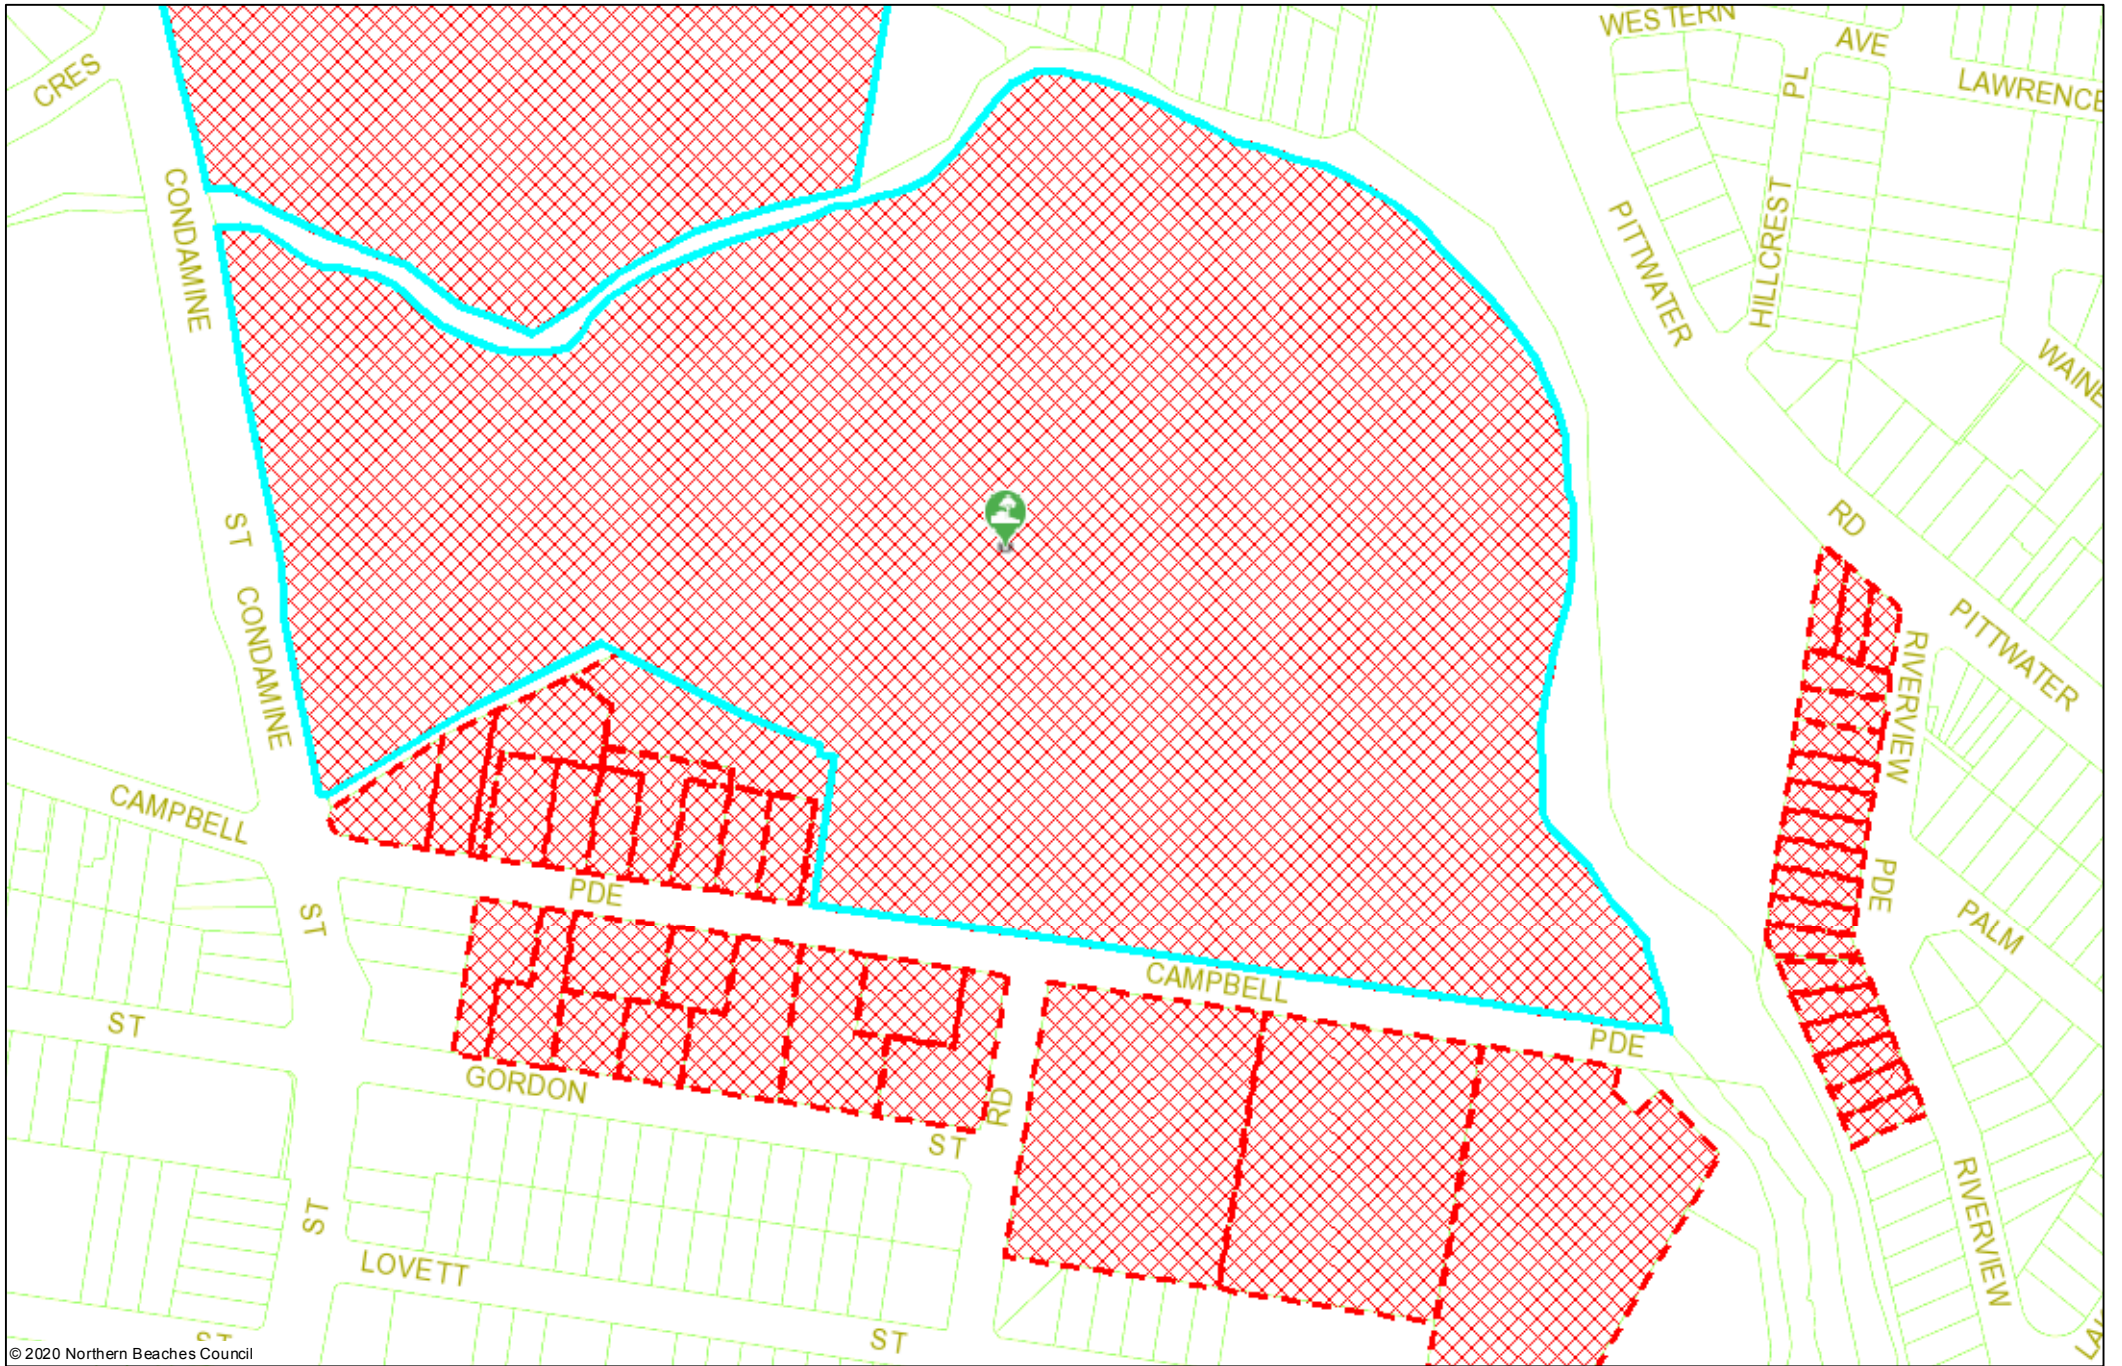 WESTERN
AVE
CRES
PL
LAWRENCE
CONDAMINE
PITTWATER
HILLCREST
ST
RD
CONDAMINE
PITTWATER
RIVERVIEW
CAMPBELL
PDE
PDE
ST
PALM
CAMPBELL
ST
PDE
GORDON
RD
ST
ST
RIVERVIEW
LOVETT
ST
ST
© 2020 Northern Beaches Council